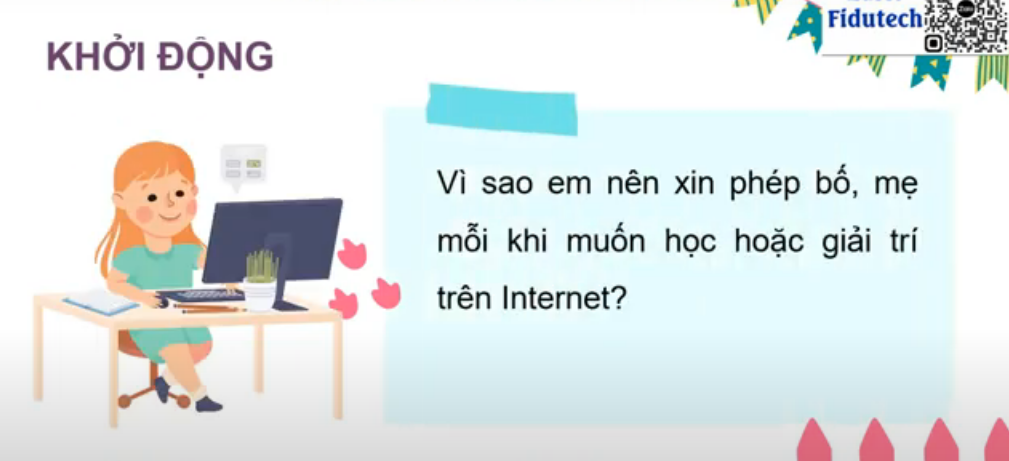 Fidutech
KHỞI ĐỘNG
Vì sao em nên xin phép bố, mẹ
mỗi khi muốn học hoặc giải trí
trên Internet?